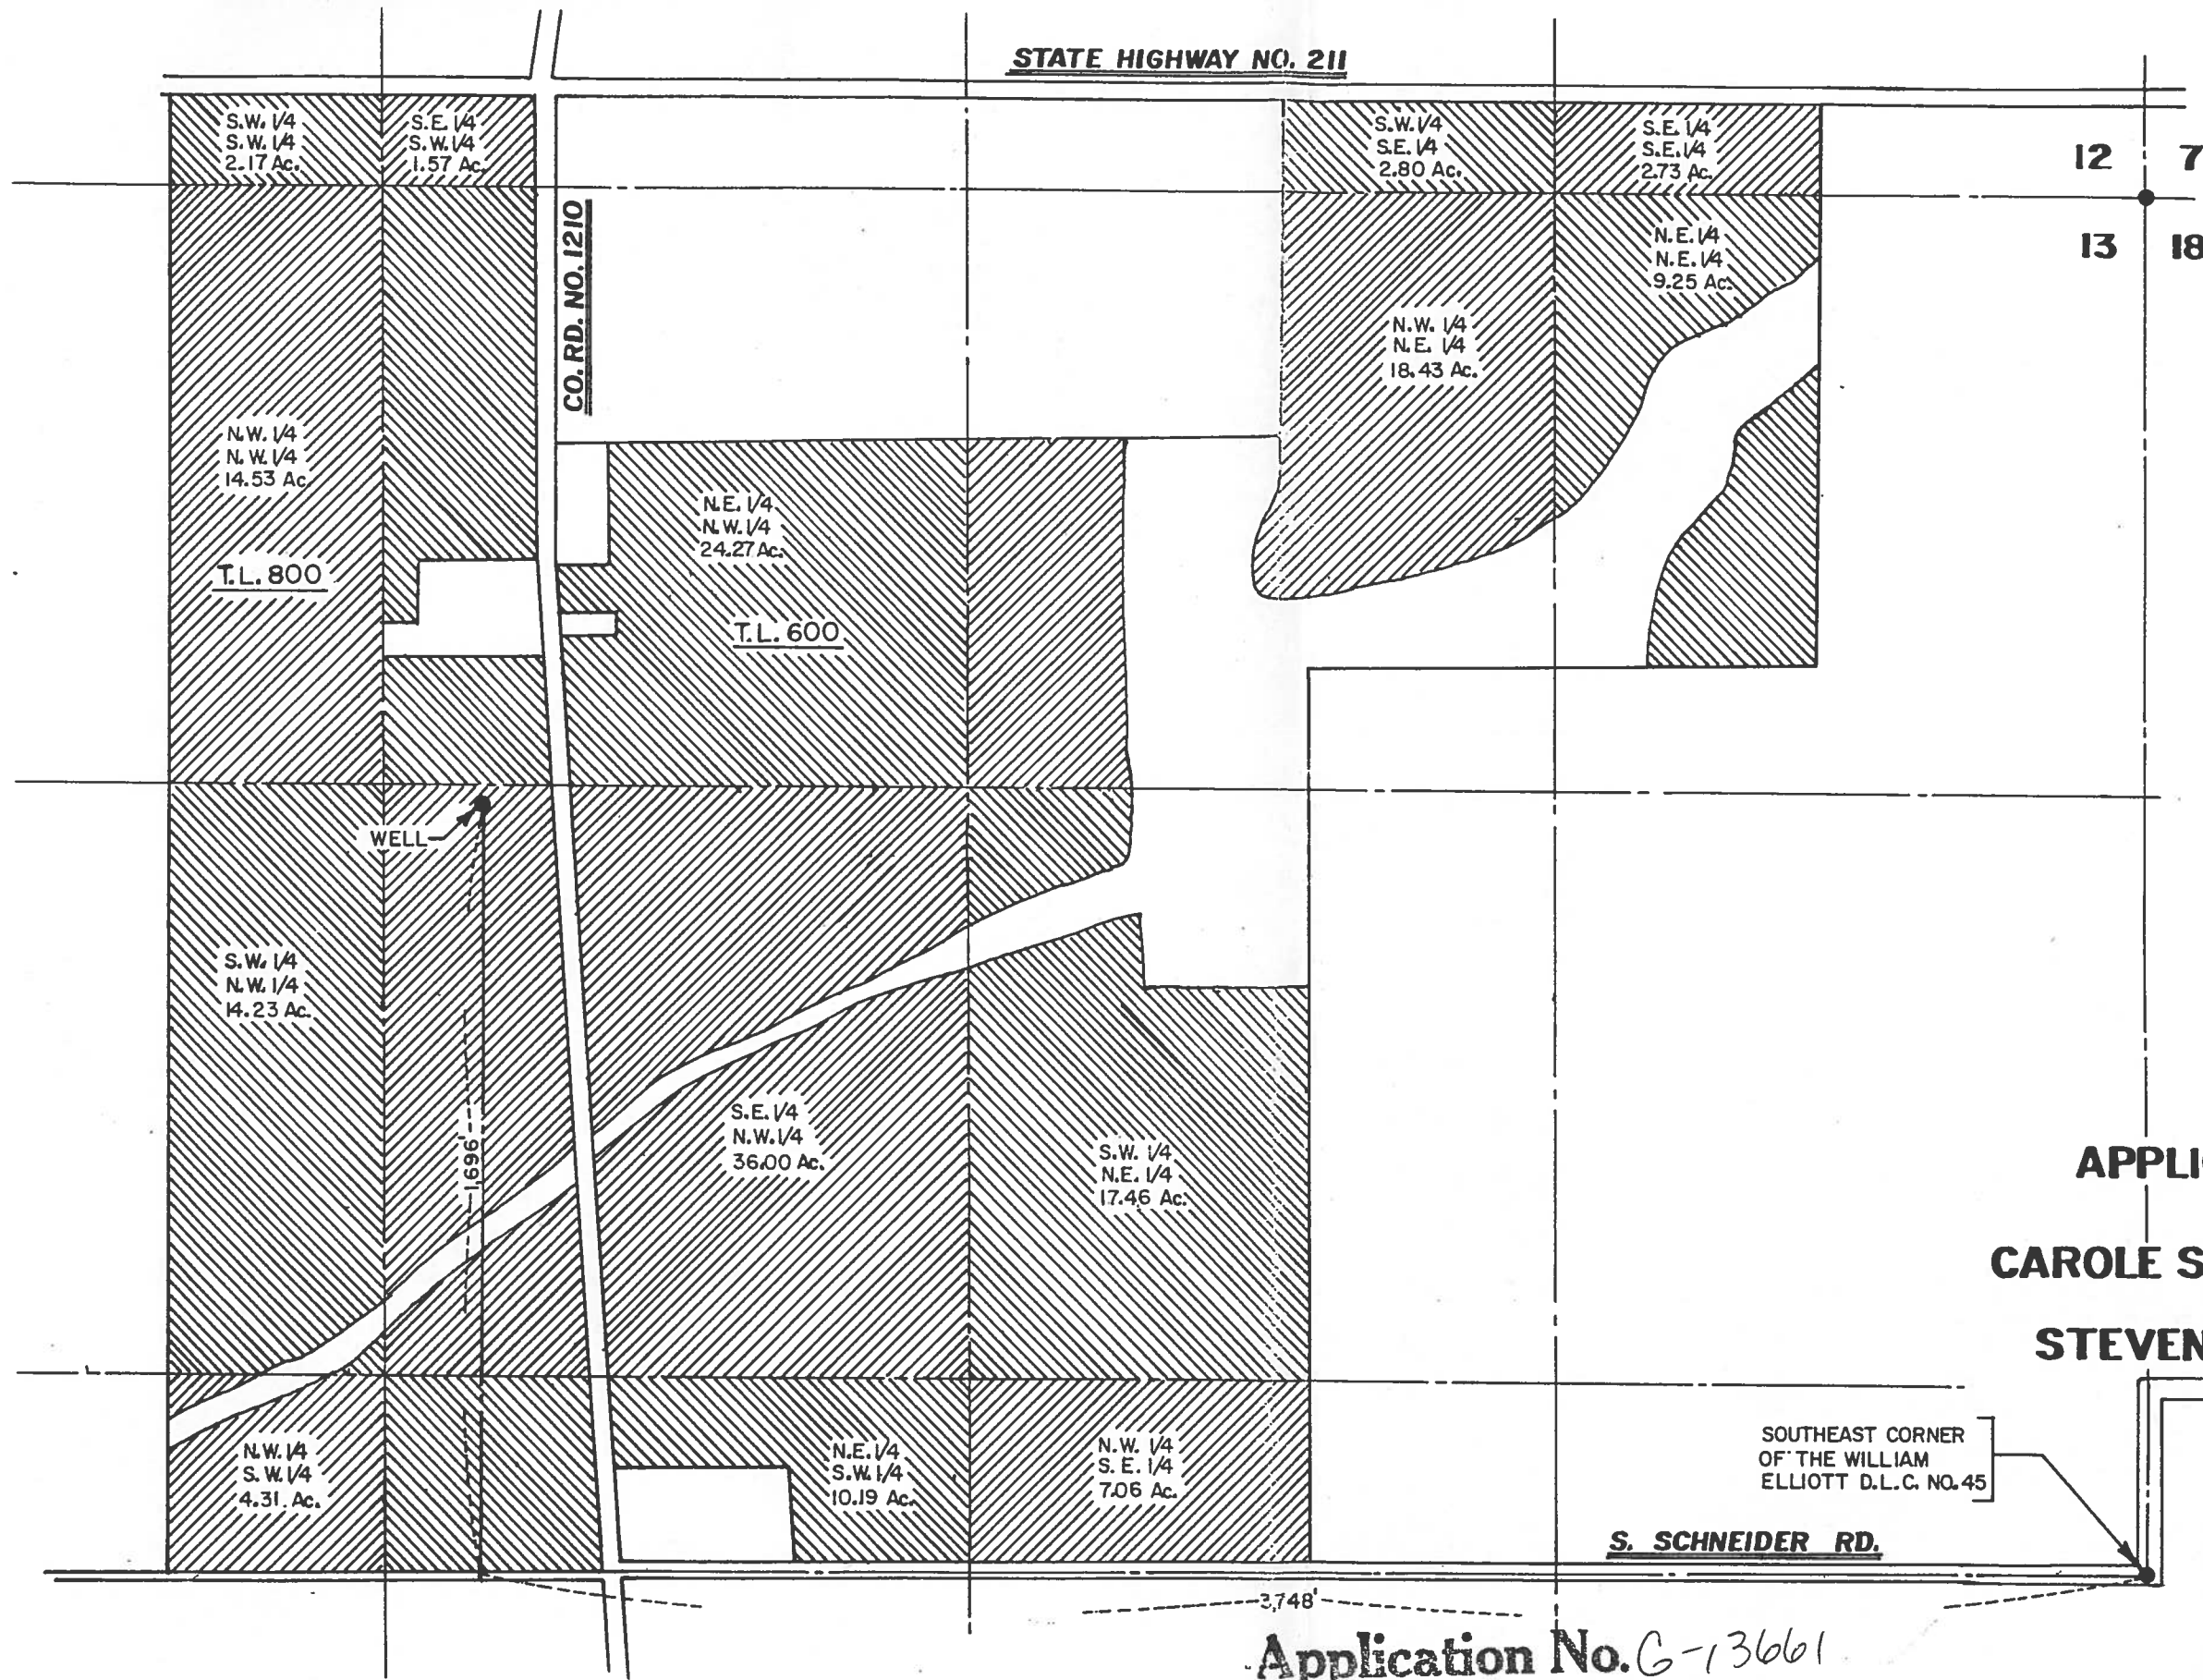 STATE HIGHWAY NO. 211
S.W. 1/4
S.W. 1/4
2.17 Ac.
S.E. 1/4
S.W. 1/4
1.57 Ac.
S.W. 1/4
S.E. 1/4
2.80 Ac.
S.E. 1/4
S.E. 1/4
2.73 Ac.
12 7
13 18
CO. RD. NO. 1210
N.E. 1/4
N.E. 1/4
9.25 Ac.
N.W. 1/4
N.E. 1/4
18.43 Ac.
N.W. 1/4
N.W. 1/4
14.53 Ac.
N.E. 1/4
N.W. 1/4
24.27 Ac.
T.L. 800
T.L. 600
WELL
S.W. 1/4
N.W. 1/4
14.23 Ac.
1,696'
S.E. 1/4
N.W. 1/4
36.00 Ac.
S.W. 1/4
N.E. 1/4
17.46 Ac.
CAROLE S
STEVEN
N.W. 1/4
S.W. 1/4
4.31 Ac.
N.E. 1/4
S.W. 1/4
10.19 Ac.
N.W. 1/4
S.E. 1/4
7.06 Ac.
SOUTHEAST CORNER
OF THE WILLIAM
ELLIOTT D.L.C. NO. 45
S. SCHNEIDER RD.
3,748'
Application No. G-13661